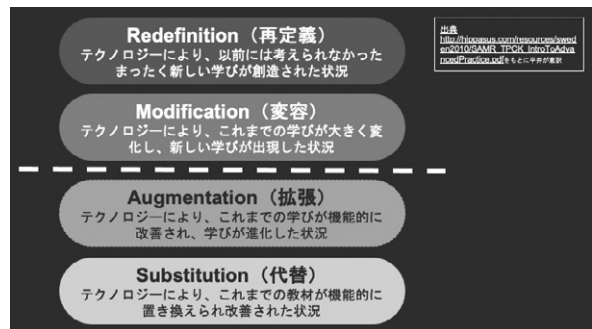 Redefinition（再定義）
テクノロジーにより、以前には考えられなかった
まったく新しい学びが創造された状況
出典
http://hippasus.com/resources/swed
en2010/SAMR_TPCK_IntroToAdva
ncedPractice.pdfをもとに平井が意訳
Modification（変容）
テクノロジーにより、これまでの学びが大きく変
化し、新しい学びが出現した状況
Augmentation（拡張）
テクノロジーにより、これまでの学びが機能的に
改善され、学びが進化した状況
Substitution（代替）
テクノロジーにより、これまでの教材が機能的に
置き換えられ改善された状況